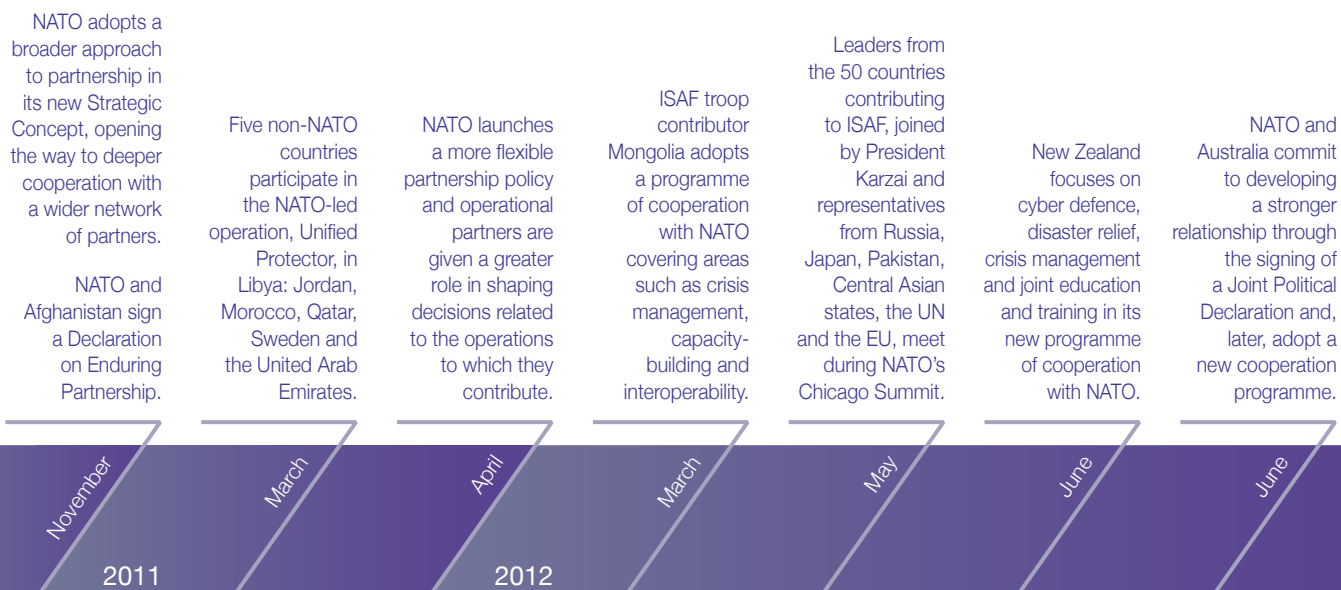 NATO adopts a
broader approach
to partnership in
its new Strategic
Concept, opening
the way to deeper
cooperation with
a wider network
of partners.
NATO and
Afghanistan sign
a Declaration
on Enduring
Partnership.
Five non-NATO
countries
participate in
the NATO-led
operation, Unified
Protector, in
Libya: Jordan,
Morocco, Qatar,
Sweden and
the United Arab
Emirates.
NATO launches
a more flexible
partnership policy
and operational
partners are
given a greater
role in shaping
decisions related
to the operations
to which they
contribute.
ISAF troop
contributor
Mongolia adopts
a programme
of cooperation
with NATO
covering areas
such as crisis
management,
capacity-
building and
interoperability.
Leaders from
the 50 countries
contributing
to ISAF, joined
by President
Karzai and
representatives
from Russia,
Japan, Pakistan,
Central Asian
states, the UN
and the EU, meet
during NATO’s
Chicago Summit.
New Zealand
focuses on
cyber defence,
disaster relief,
crisis management
and joint education
and training in its
new programme
of cooperation
with NATO.
NATO and
Australia commit
to developing
a stronger
relationship through
the signing of
a Joint Political
Declaration and,
later, adopt a
new cooperation
programme.
November
March
April
March
May
June
June
2011
2012